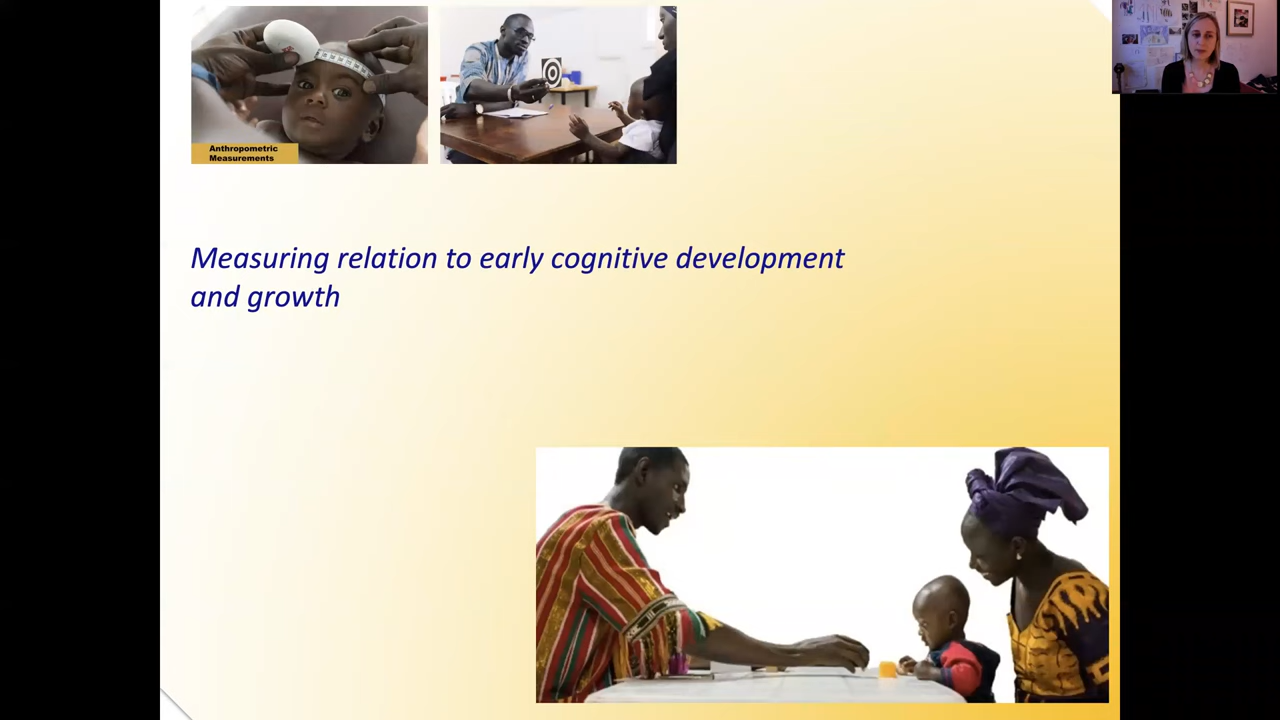 Anthropometric
Measurements
Measuring relation to early cognitive development
and growth